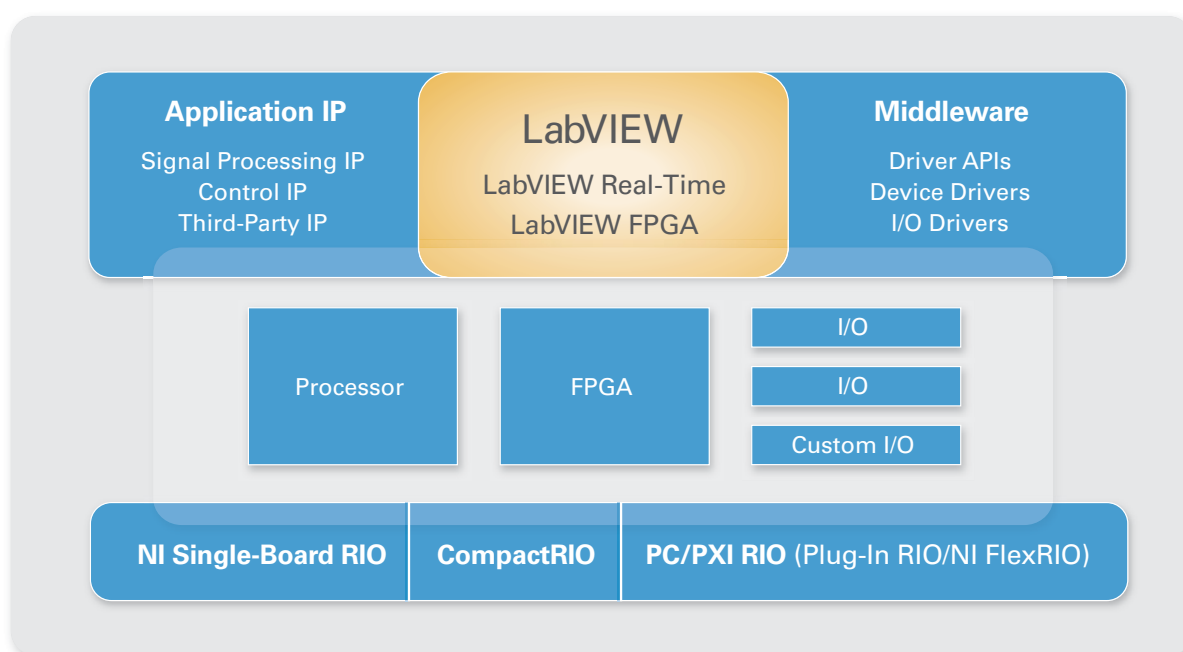 Application IP
Signal Processing IP
Control IP
Third-Party IP
LabVIEW
LabVIEW Real-Time
LabVIEW FPGA
Middleware
Driver APIs
Device Drivers
I/O Drivers
Processor
FPGA
I/O
I/O
Custom I/O
NI Single-Board RIO
CompactRIO
PC/PXI RIO (Plug-In RIO/NI FlexRIO)